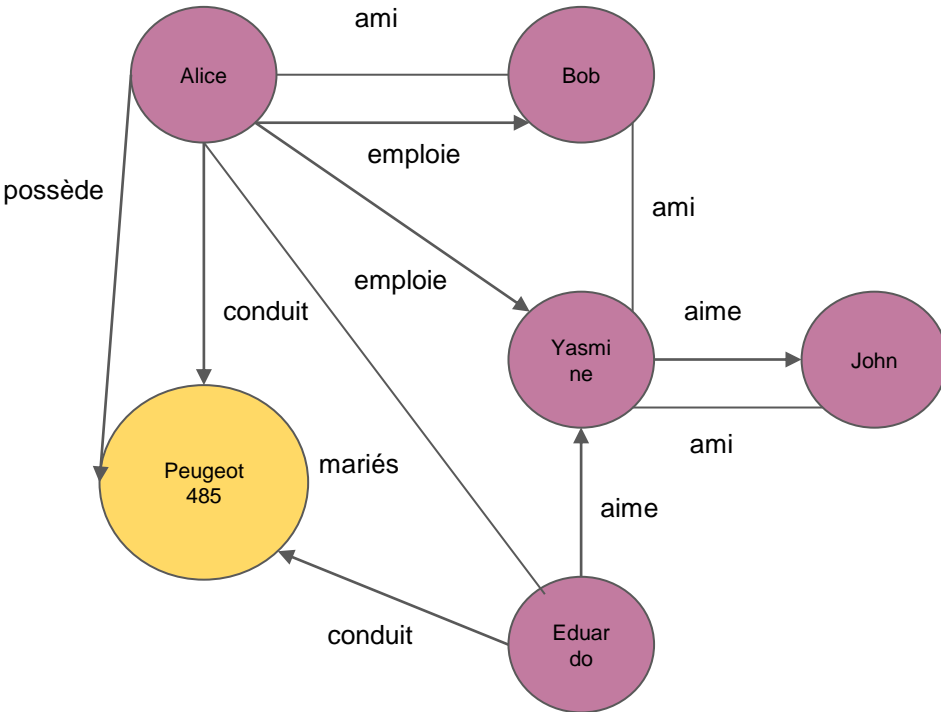 ami
Alice
Bob
emploie
possède
ami
emploie
conduit
aime
Yasmi
ne
John
ami
mariés
Peugeot
485
aime
conduit
Eduar
do